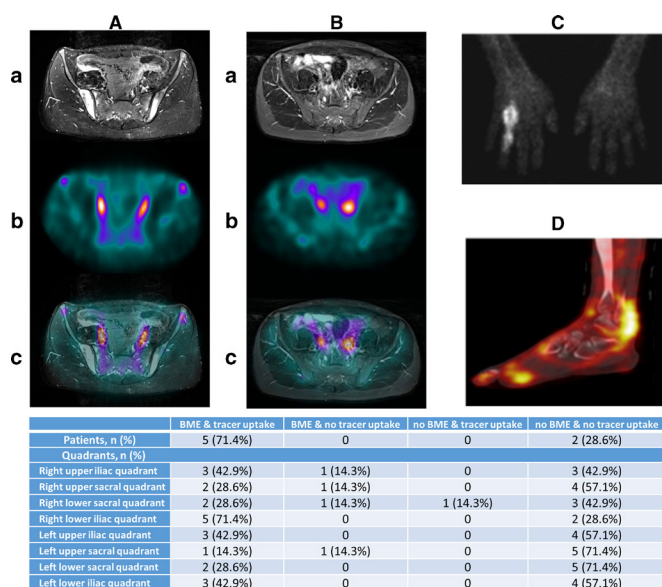 A B C
a a
b b D
c c
BME & tracer uptake BME & no tracer uptake no BME & tracer uptake no BME & no tracer uptake
Patients, n (%) 5 (71.4%) 0 0 2 (28.6%)
Quadrants, n (%)
Right upper iliac quadrant 3 (42.9%) 1 (14.3%) 0 3 (42.9%)
Right upper sacral quadrant 2 (28.6%) 1 (14.3%) 0 4 (57.1%)
Right lower sacral quadrant 2 (28.6%) 1 (14.3%) 1 (14.3%) 3 (42.9%)
Right lower iliac quadrant 5 (71.4%) 0 0 2 (28.6%)
Left upper iliac quadrant 3 (42.9%) 0 0 4 (57.1%)
Left upper sacral quadrant 1 (14.3%) 1 (14.3%) 0 5 (71.4%)
Left lower sacral quadrant 2 (28.6%) 0 0 5 (71.4%)
Left lower iliac quadrant 3 (42.9%) 0 0 4 (57.1%)